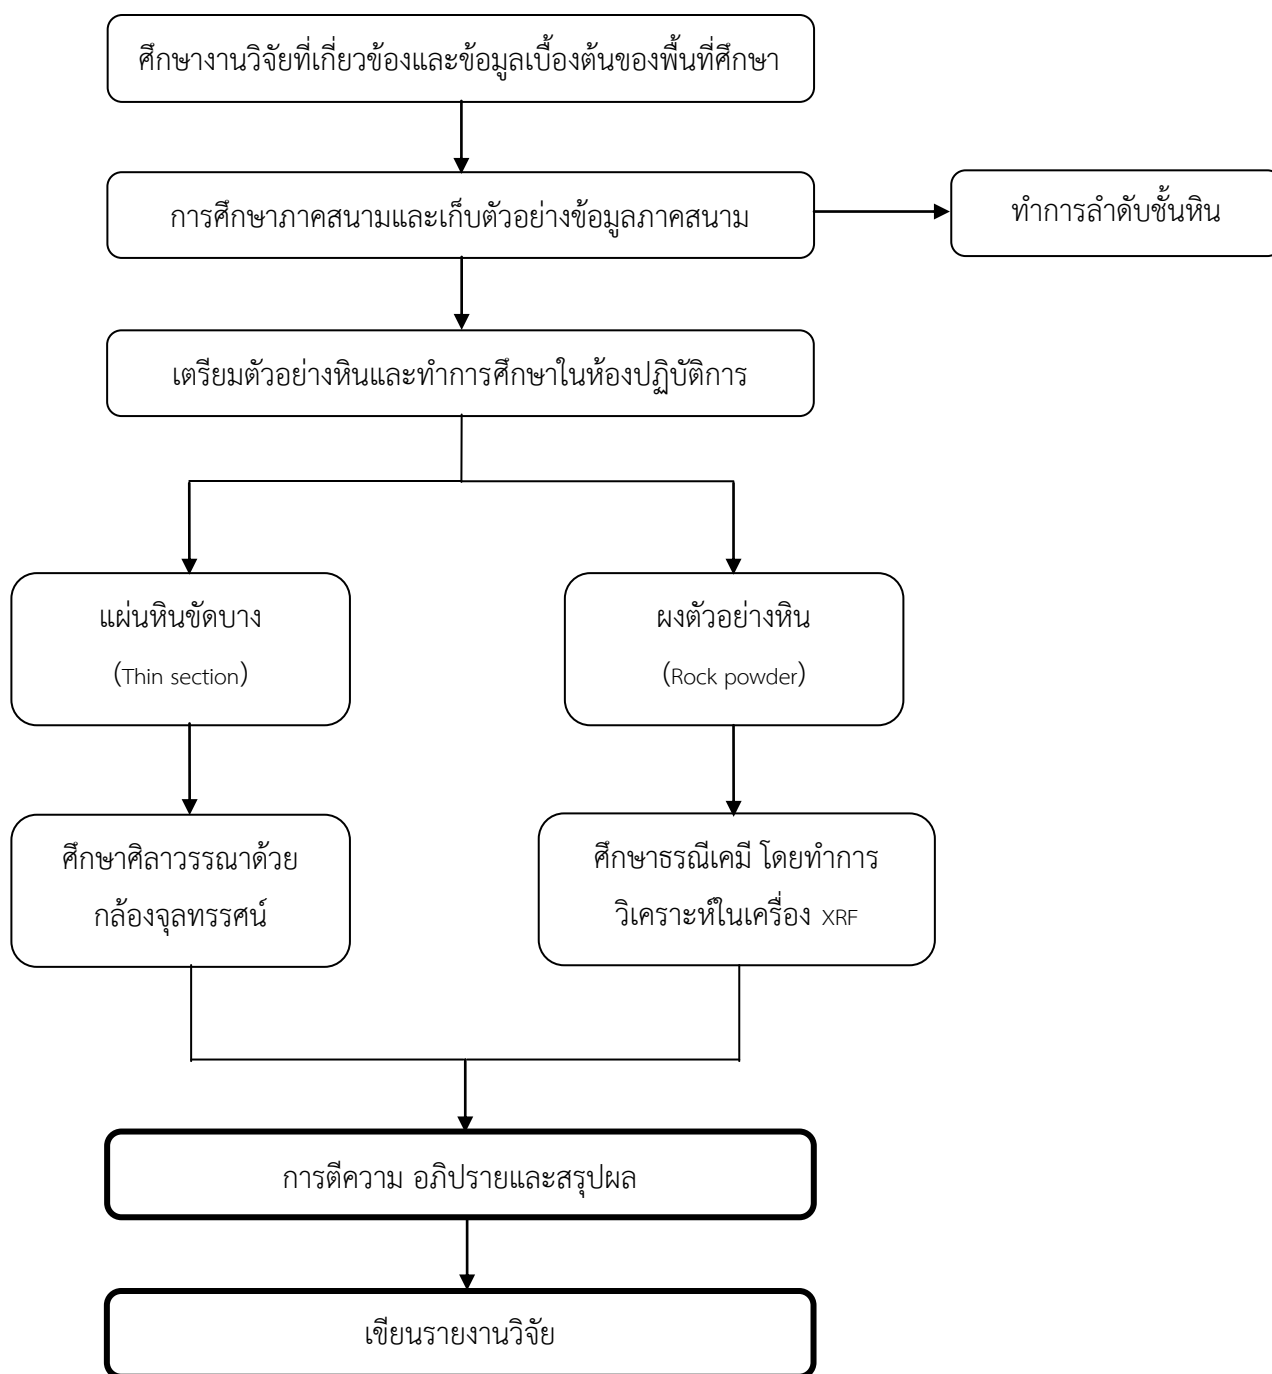 ศึกษางานวิจัยที่เกี่ยวข้องและข้อมูลเบื้องต้นของพื้นที่ศึกษา
การศึกษาภาคสนามและเก็บตัวอย่างข้อมูลภาคสนาม
ทำการลำดับชั้นหิน
เตรียมตัวอย่างหินและทำการศึกษาในห้องปฏิบัติการ
แผ่นหินขัดบาง
(Thin section)
ผงตัวอย่างหิน
(Rock powder)
ศึกษาศิลาวรรณาด้วย
กล้องจุลทรรศน์
ศึกษาธรณีเคมี โดยทำการ
วิเคราะห์ในเครื่อง XRF
การตีความ อภิปรายและสรุปผล
เขียนรายงานวิจัย